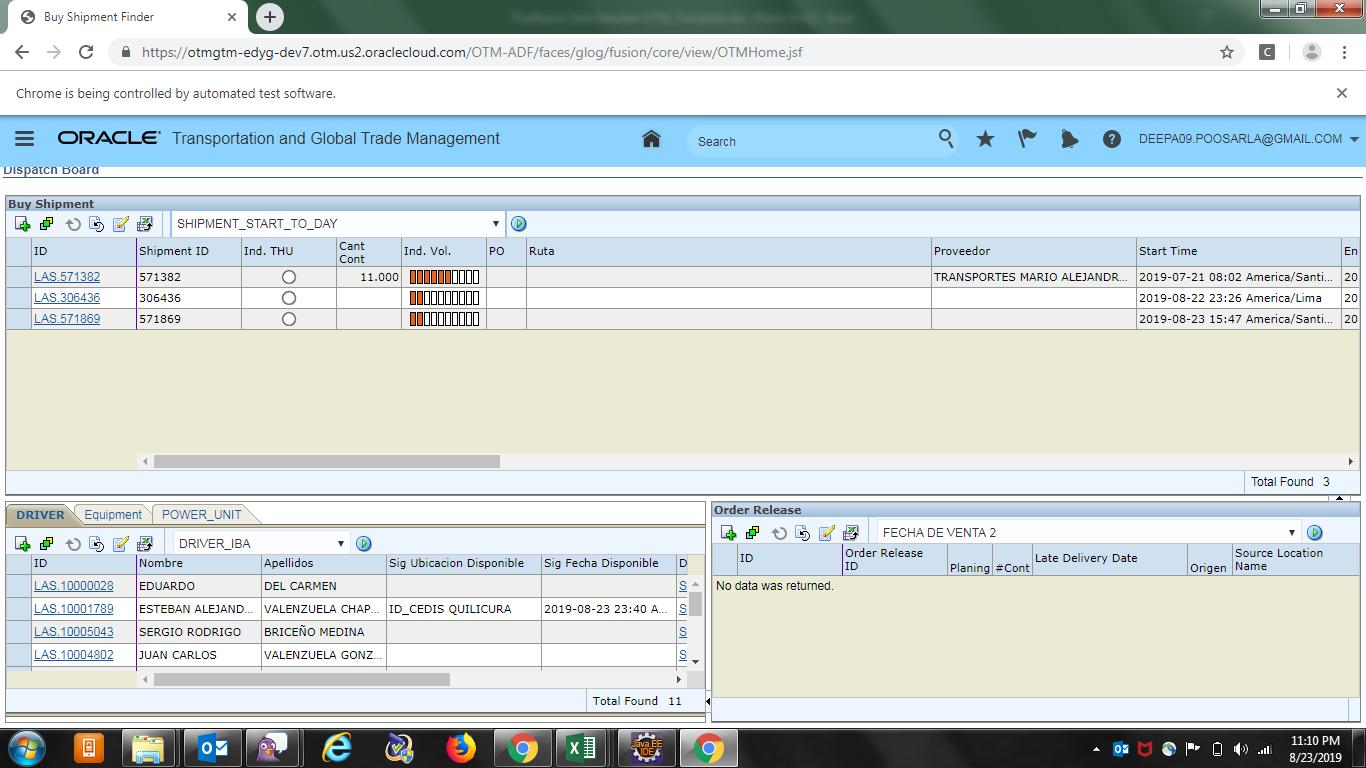 Buy Shipment Finder
https://otmgtm-edyg-dev7.otm.us2.oraclecloud.com/OTM-ADF/faces/glog/fusion/core/view/OTMHome.jsf
C
Chrome is being controlled by automated test software.
ORACLE Transportation and Global Trade Management
Search
DEEPA09.POOSARLA@GMAIL.COM
Dispatch Board
Buy Shipment
SHIPMENT_START_TO_DAY
ID Shipment ID Ind. THU Cant Cont Ind. Vol. PO Ruta Proveedor Start Time En
LAS.571382 571382 11.000 TRANSPORTES MARIO ALEJANDR... 2019-07-21 08:02 America/Santi... 20
LAS.306436 306436 2019-08-22 23:26 America/Lima 20
LAS.571869 571869 2019-08-23 15:47 America/Santi... 20
Total Found 3
DRIVER Equipment POWER_UNIT
DRIVER_IBA
ID Nombre Apellidos Sig Ubicacion Disponible Sig Fecha Disponible D
LAS.10000028 EDUARDO DEL CARMEN S
LAS.10001789 ESTEBAN ALEJAND... VALENZUELA CHAP... ID_CEDIS QUILICURA 2019-08-23 23:40 A... S
LAS.10005043 SERGIO RODRIGO BRICEÑO MEDINA S
LAS.10004802 JUAN CARLOS VALENZUELA GONZ... S
Total Found 11
Order Release
FECHA DE VENTA 2
ID Order Release ID Planing #Cont Late Delivery Date Origen Source Location Name
No data was returned.
Java EE
IDE
11:10 PM
8/23/2019